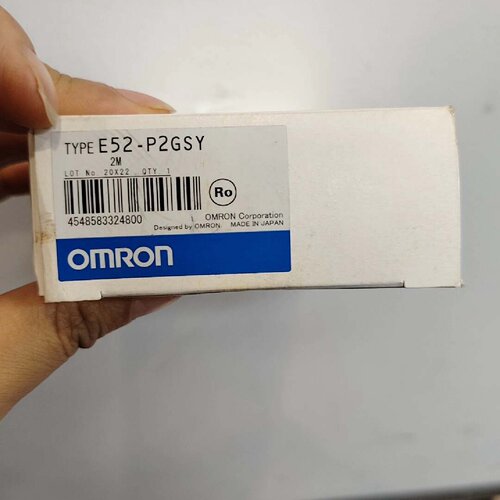 TYPE E52-P2GSY
2M
LOT No 20X22 QTY 1
Ro
4548583324800
1 OMRON Corporation
Designed by OMRON. MADE IN JAPAN
OMRON